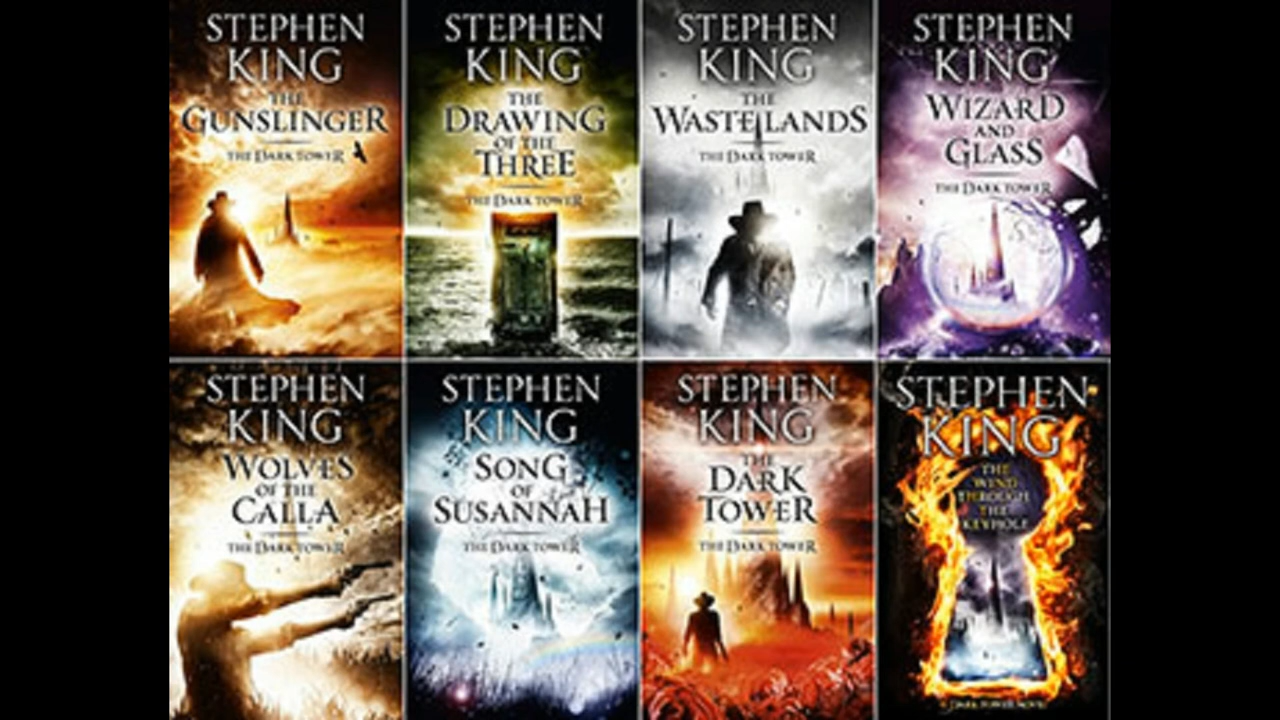 STEPHEN
KING
THE
GUNSLINGER
THE DARK TOWER
STEPHEN
KING
THE
DRAWING
OF THE
THREE
THE DARK TOWER
STEPHEN
KING
THE
WASTE LANDS
THE DARK TOWER
STEPHEN
KING
WIZARD
AND
GLASS
THE DARK TOWER
STEPHEN
KING
WOLVES
OF THE
CALLA
THE DARK TOWER
STEPHEN
KING
SONG
OF
SUSANNAH
THE DARK TOWER
STEPHEN
KING
THE
DARK
TOWER
THE DARK TOWER
STEPHEN
KING
THE
WIND
THROUGH
THE
KEYHOLE
A DARK TOWER NOVEL